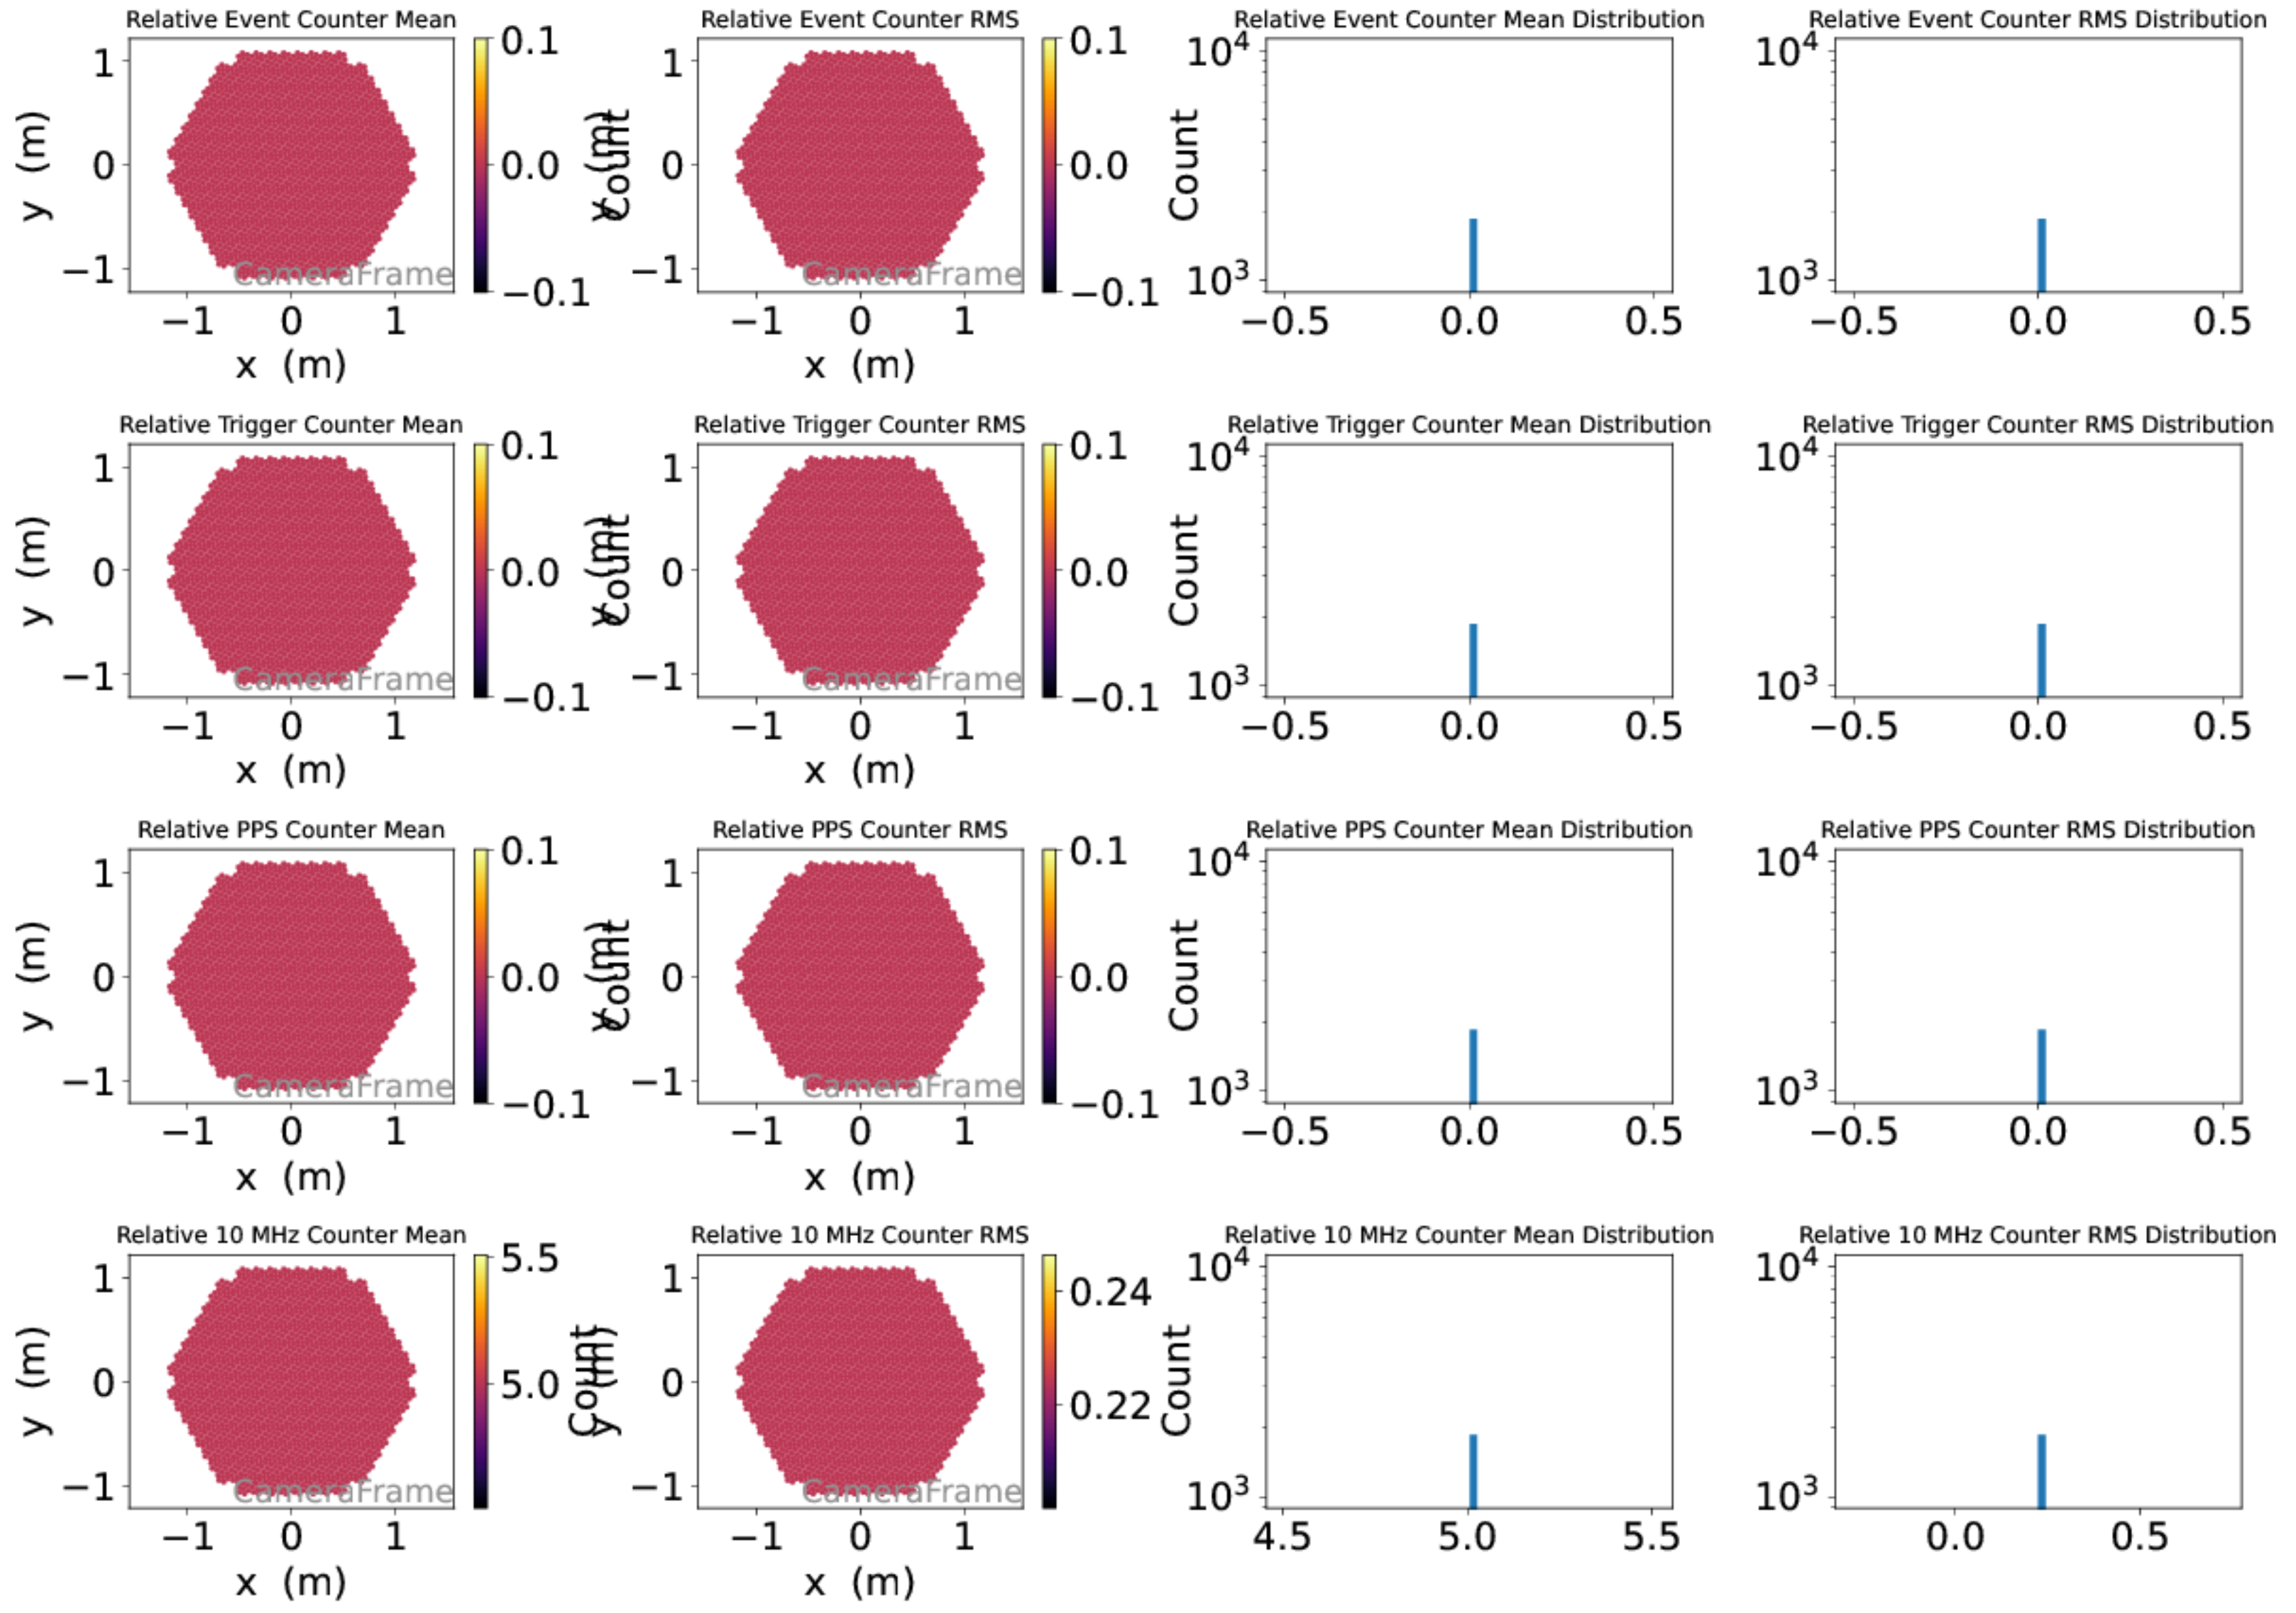 Relative Event Counter Mean
Relative Event Counter RMS
Relative Event Counter Mean Distribution
Relative Event Counter RMS Distribution
1
0
−1
y (m)
CameraFrame
−1 0 1
x (m)
0.1
0.0
−0.1
Count
1
0
−1
y (m)
CameraFrame
−1 0 1
x (m)
0.1
0.0
−0.1
Count
10⁴
10³
−0.5 0.0 0.5
10⁴
10³
−0.5 0.0 0.5
Relative Trigger Counter Mean
Relative Trigger Counter RMS
Relative Trigger Counter Mean Distribution
Relative Trigger Counter RMS Distribution
1
0
−1
y (m)
CameraFrame
−1 0 1
x (m)
0.1
0.0
−0.1
Count
1
0
−1
y (m)
CameraFrame
−1 0 1
x (m)
0.1
0.0
−0.1
Count
10⁴
10³
−0.5 0.0 0.5
10⁴
10³
−0.5 0.0 0.5
Relative PPS Counter Mean
Relative PPS Counter RMS
Relative PPS Counter Mean Distribution
Relative PPS Counter RMS Distribution
1
0
−1
y (m)
CameraFrame
−1 0 1
x (m)
0.1
0.0
−0.1
Count
1
0
−1
y (m)
CameraFrame
−1 0 1
x (m)
0.1
0.0
−0.1
Count
10⁴
10³
−0.5 0.0 0.5
10⁴
10³
−0.5 0.0 0.5
Relative 10 MHz Counter Mean
Relative 10 MHz Counter RMS
Relative 10 MHz Counter Mean Distribution
Relative 10 MHz Counter RMS Distribution
1
0
−1
y (m)
CameraFrame
−1 0 1
x (m)
5.5
5.0
Count
1
0
−1
y (m)
CameraFrame
−1 0 1
x (m)
0.24
0.22
Count
10⁴
10³
4.5 5.0 5.5
10⁴
10³
0.0 0.5